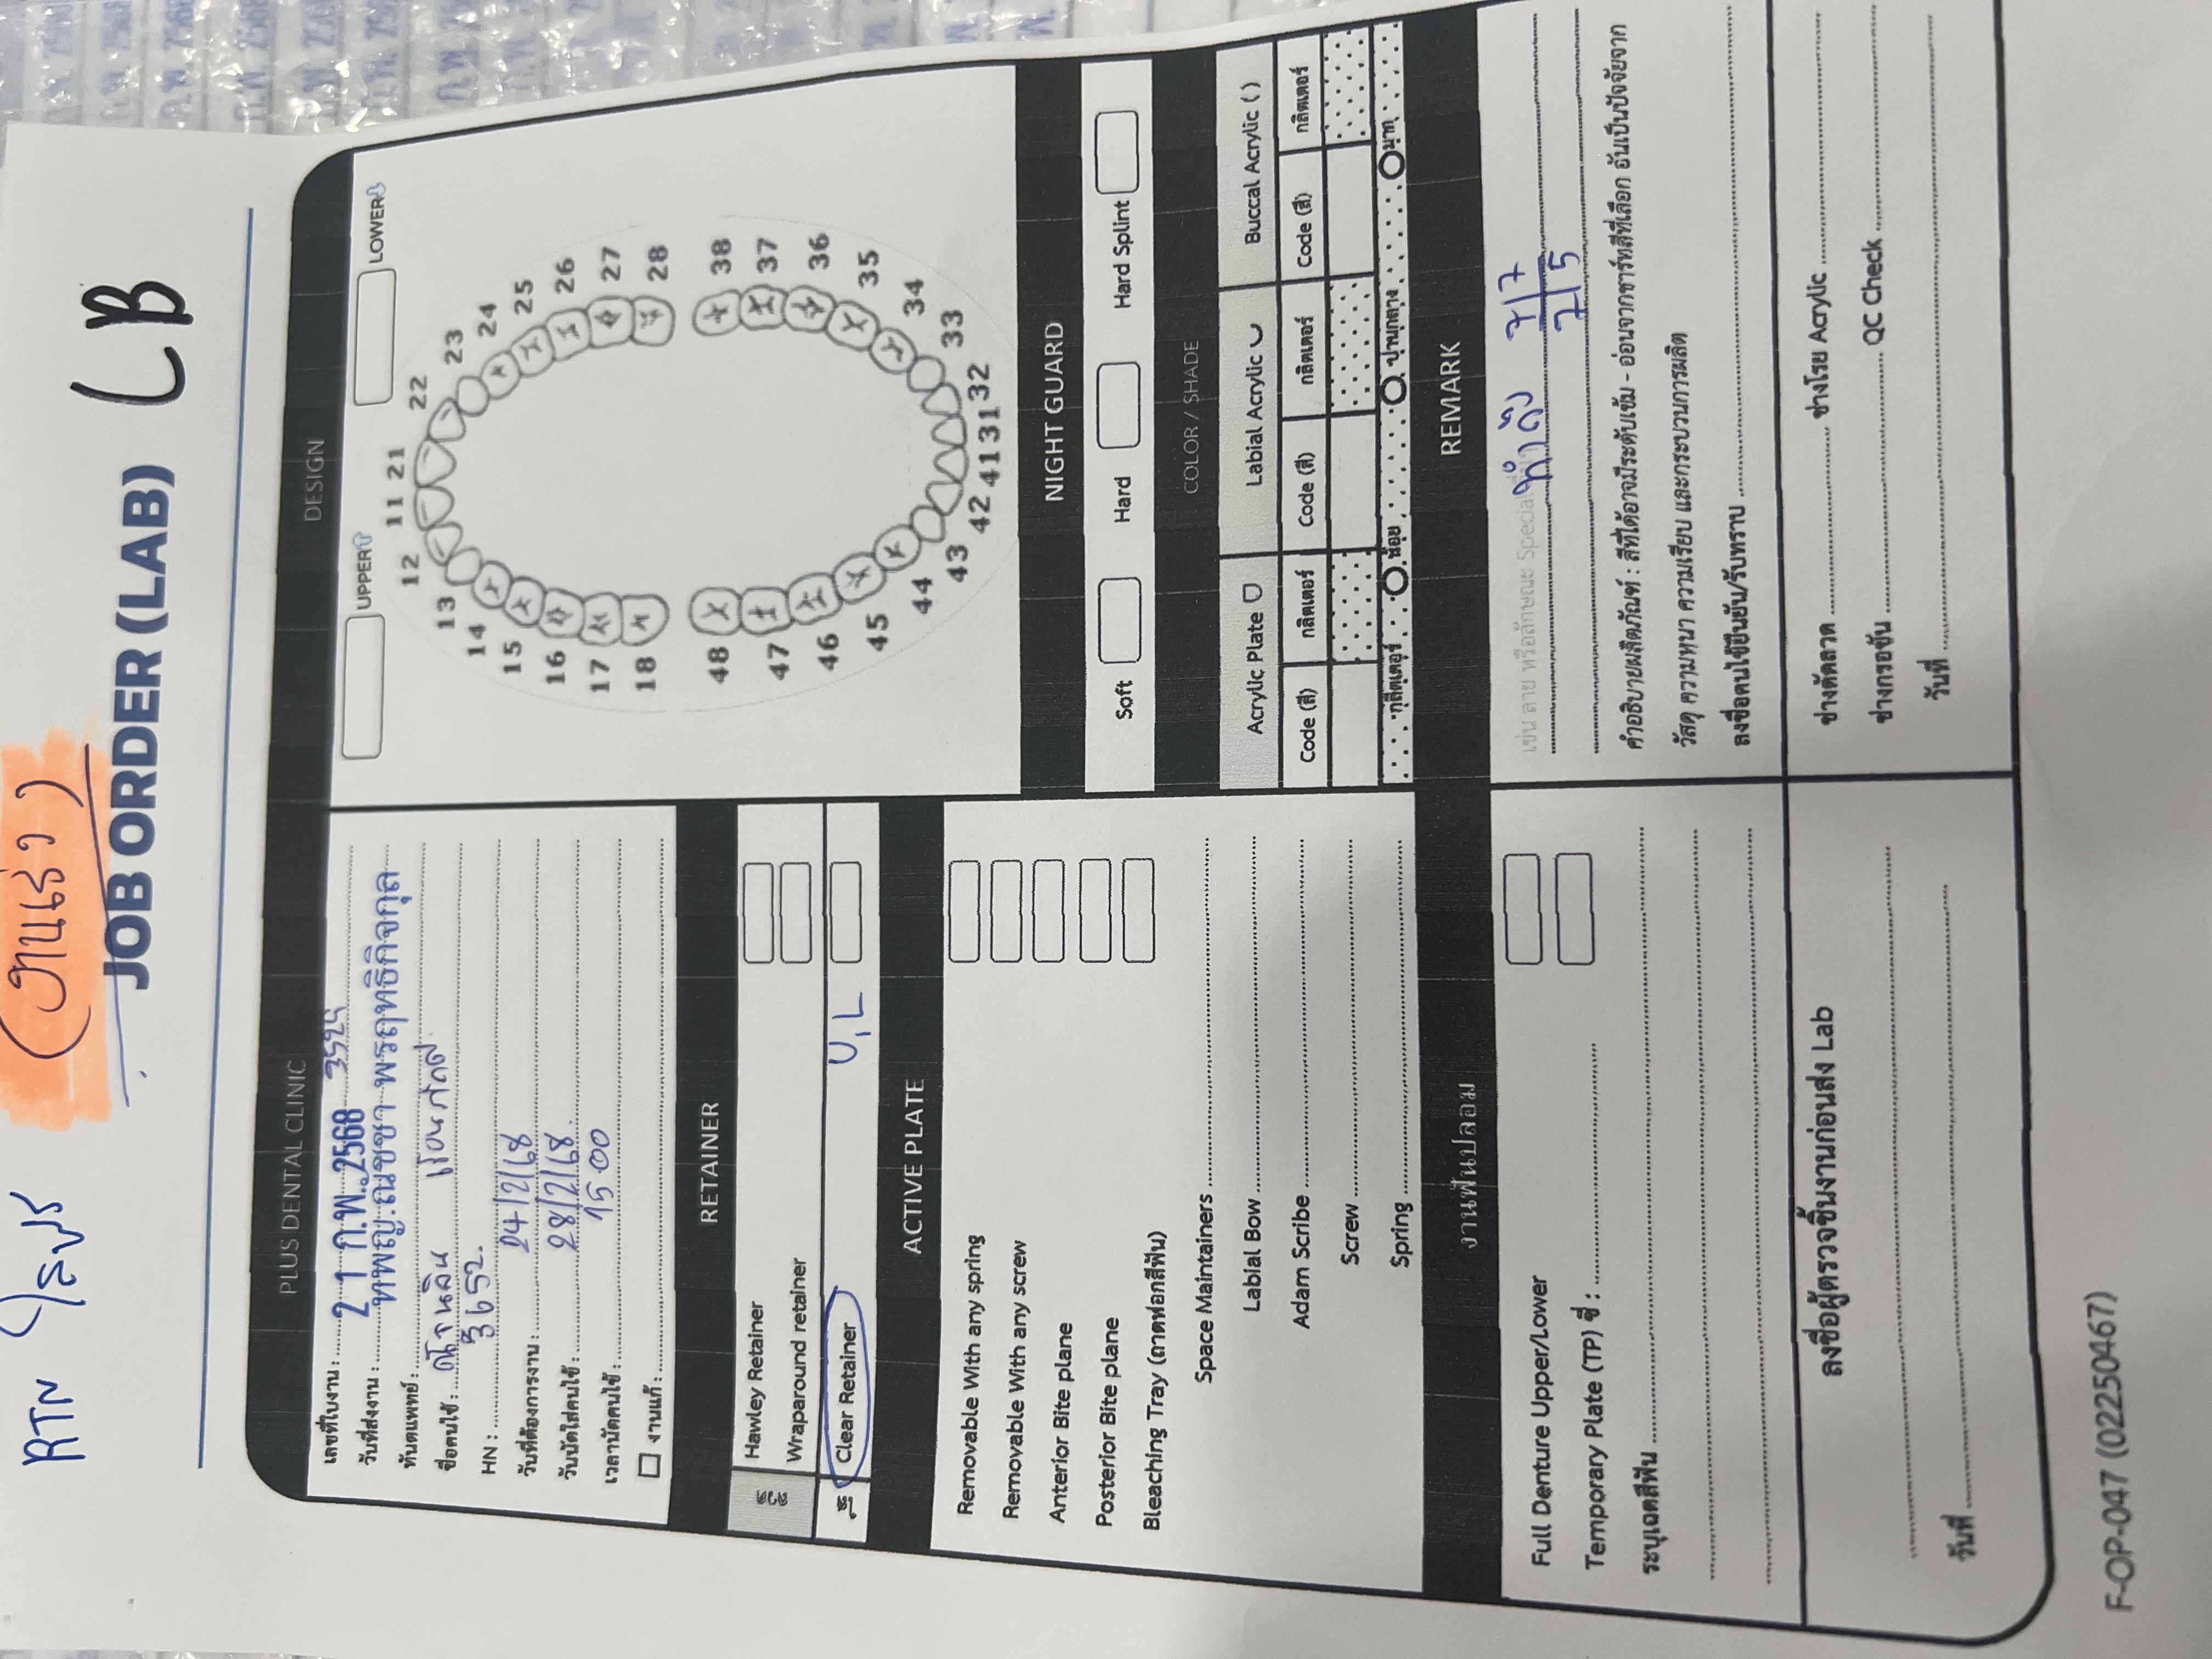 RTN
(งานเร่ง)
JOB ORDER (LAB)
PLUS DENTAL CLINIC
เลขที่ใบงาน : 3525
วันที่ส่งงาน : 21 ก.พ. 2568
ทันตแพทย์ : ทพญ.ณชชา พรฤทธิกิจกุล
ชื่อคนไข้ :
HN : 3652
วันที่ต้องการงาน : 24/2/68
วันนัดใส่คนไข้ : 28/2/68
เวลานัดคนไข้ : 15.00
งานแก้ :
DESIGN
UPPER LOWER
11 21
12 22
13 23
14 24
15 25
16 26
17 27
18 28
48 38
47 37
46 36
45 35
44 34
43 33
42 41 31 32
RETAINER
ลวด
Hawley Retainer
Wraparound retainer
ใส
Clear Retainer U,L
NIGHT GUARD
Soft Hard Hard Splint
COLOR / SHADE
Acrylic Plate Labial Acrylic Buccal Acrylic ( )
Code (สี) กลิตเตอร์ Code (สี) กลิตเตอร์ Code (สี) กลิตเตอร์
กลิตเตอร์ น้อย ปานกลาง มาก
ACTIVE PLATE
Removable With any spring
Removable With any screw
Anterior Bite plane
Posterior Bite plane
Bleaching Tray (ถาดฟอกสีฟัน)
Space Maintainers
Labial Bow
Adam Scribe
Screw
Spring
REMARK
เช่น ลาย หรือลักษณะ Special
ทำถึง 7|7
7|5
คำอธิบายผลิตภัณฑ์ : สีที่ได้อาจมีระดับเข้ม - อ่อนจากชาร์ทสีที่เลือก อันเป็นปัจจัยจาก
วัสดุ ความหนา ความเรียบ และกระบวนการผลิต
ลงชื่อคนไข้ยืนยัน/รับทราบ
งานฟันปลอม
Full Denture Upper/Lower
Temporary Plate (TP) ซี่ :
ระบุเฉดสีฟัน
ลงชื่อผู้ตรวจชิ้นงานก่อนส่ง Lab
วันที่
ช่างดัดลวด ช่างโรย Acrylic
ช่างกรอขัน QC Check
วันที่
F-OP-047 (02250467)